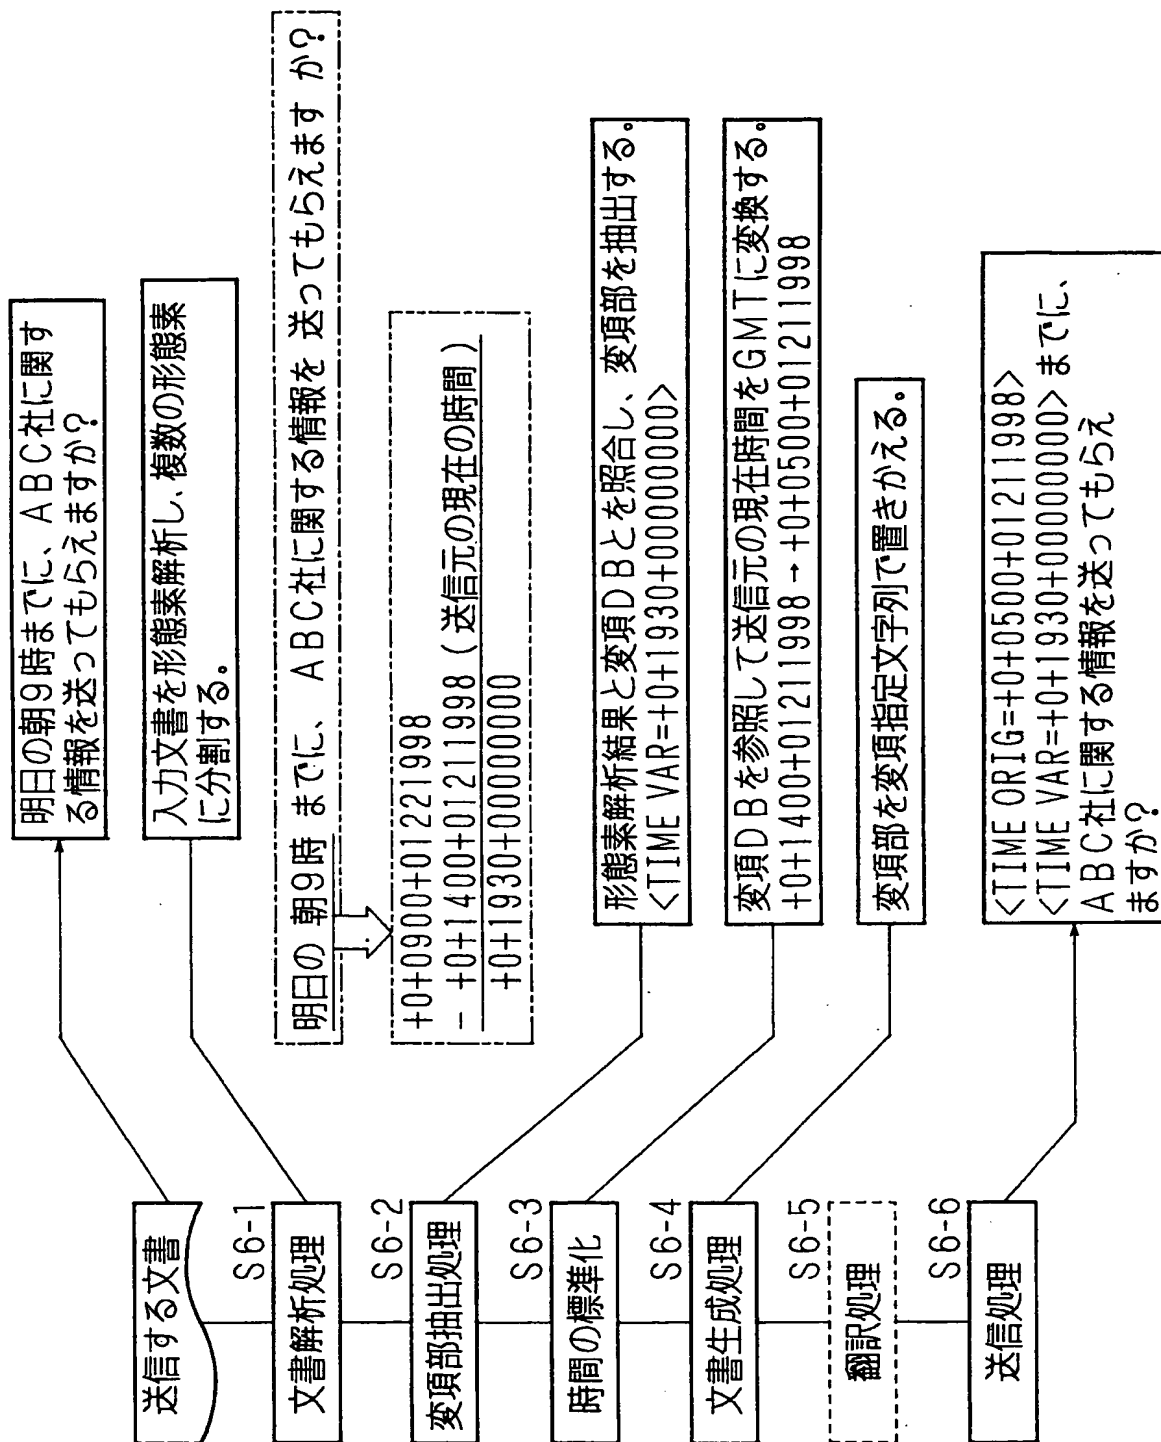 送信する文書
明日の朝9時までに、ABC社に関す
る情報を送ってもらえますか?
S6-1
文書解析処理
入力文書を形態素解析し、複数の形態素
に分割する。
明日の 朝9時 までに、 ABC社に関する情報を 送ってもらえます か?
+0+0900+01221998
- +0+1400+01211998 (送信元の現在の時間)
+0+1930+00000000
S6-2
変項部抽出処理
形態素解析結果と変項DBとを照合し、変項部を抽出する。
<TIME VAR=+0+1930+00000000>
S6-3
時間の標準化
変項DBを参照して送信元の現在時間をGMTに変換する。
+0+1400+01211998→+0+0500+01211998
S6-4
文書生成処理
変項部を変項指定文字列で置きかえる。
S6-5
翻訳処理
S6-6
送信処理
<TIME ORIG=+0+0500+01211998>
<TIME VAR=+0+1930+00000000> までに、
ABC社に関する情報を送ってもらえ
ますか?